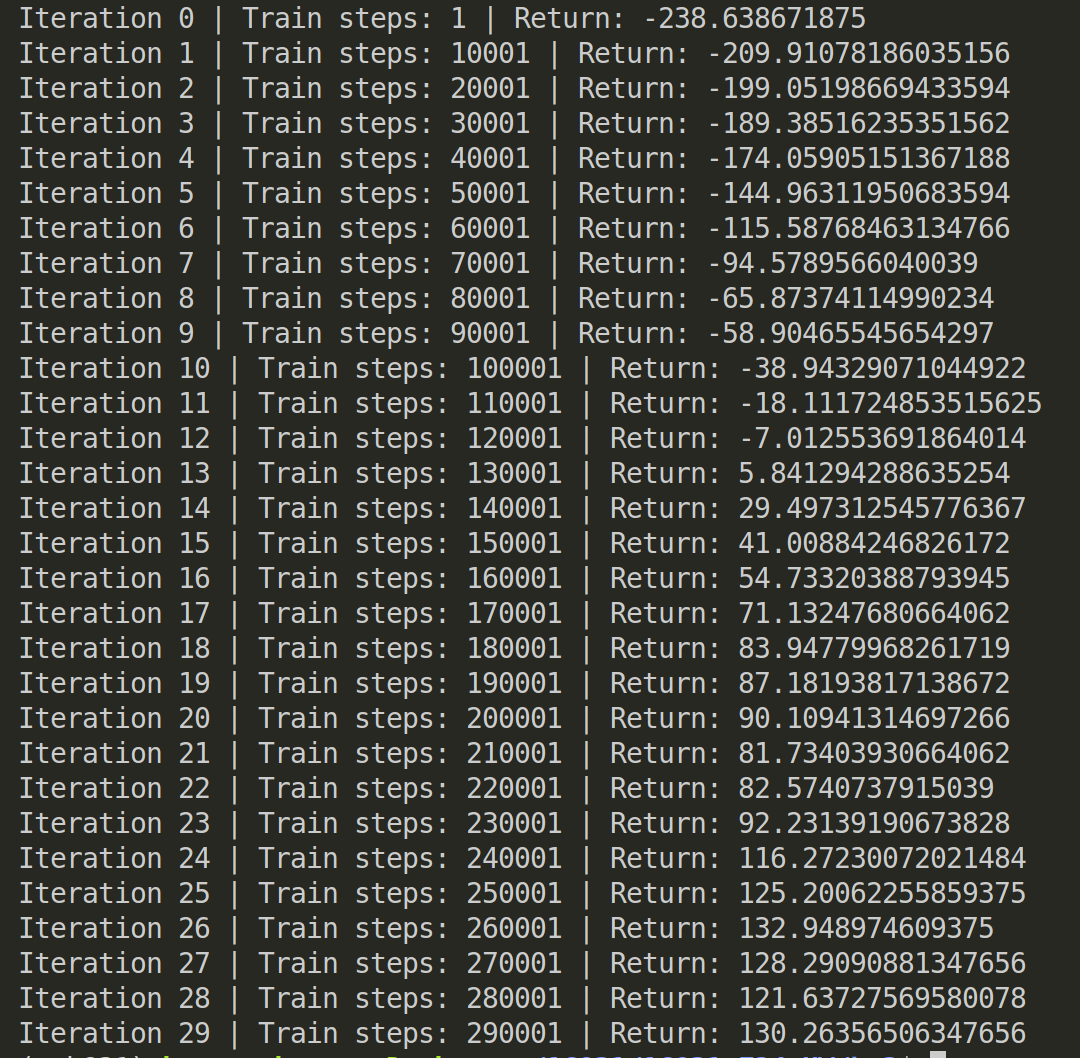 Iteration 0 | Train steps: 1 | Return: -238.638671875
Iteration 1 | Train steps: 10001 | Return: -209.91078186035156
Iteration 2 | Train steps: 20001 | Return: -199.05198669433594
Iteration 3 | Train steps: 30001 | Return: -189.38516235351562
Iteration 4 | Train steps: 40001 | Return: -174.05905151367188
Iteration 5 | Train steps: 50001 | Return: -144.96311950683594
Iteration 6 | Train steps: 60001 | Return: -115.58768463134766
Iteration 7 | Train steps: 70001 | Return: -94.5789566040039
Iteration 8 | Train steps: 80001 | Return: -65.87374114990234
Iteration 9 | Train steps: 90001 | Return: -58.90465545654297
Iteration 10 | Train steps: 100001 | Return: -38.94329071044922
Iteration 11 | Train steps: 110001 | Return: -18.111724853515625
Iteration 12 | Train steps: 120001 | Return: -7.012553691864014
Iteration 13 | Train steps: 130001 | Return: 5.841294288635254
Iteration 14 | Train steps: 140001 | Return: 29.497312545776367
Iteration 15 | Train steps: 150001 | Return: 41.00884246826172
Iteration 16 | Train steps: 160001 | Return: 54.73320388793945
Iteration 17 | Train steps: 170001 | Return: 71.13247680664062
Iteration 18 | Train steps: 180001 | Return: 83.94779968261719
Iteration 19 | Train steps: 190001 | Return: 87.18193817138672
Iteration 20 | Train steps: 200001 | Return: 90.10941314697266
Iteration 21 | Train steps: 210001 | Return: 81.73403930664062
Iteration 22 | Train steps: 220001 | Return: 82.5740737915039
Iteration 23 | Train steps: 230001 | Return: 92.23139190673828
Iteration 24 | Train steps: 240001 | Return: 116.27230072021484
Iteration 25 | Train steps: 250001 | Return: 125.20062255859375
Iteration 26 | Train steps: 260001 | Return: 132.948974609375
Iteration 27 | Train steps: 270001 | Return: 128.29090881347656
Iteration 28 | Train steps: 280001 | Return: 121.63727569580078
Iteration 29 | Train steps: 290001 | Return: 130.26356506347656